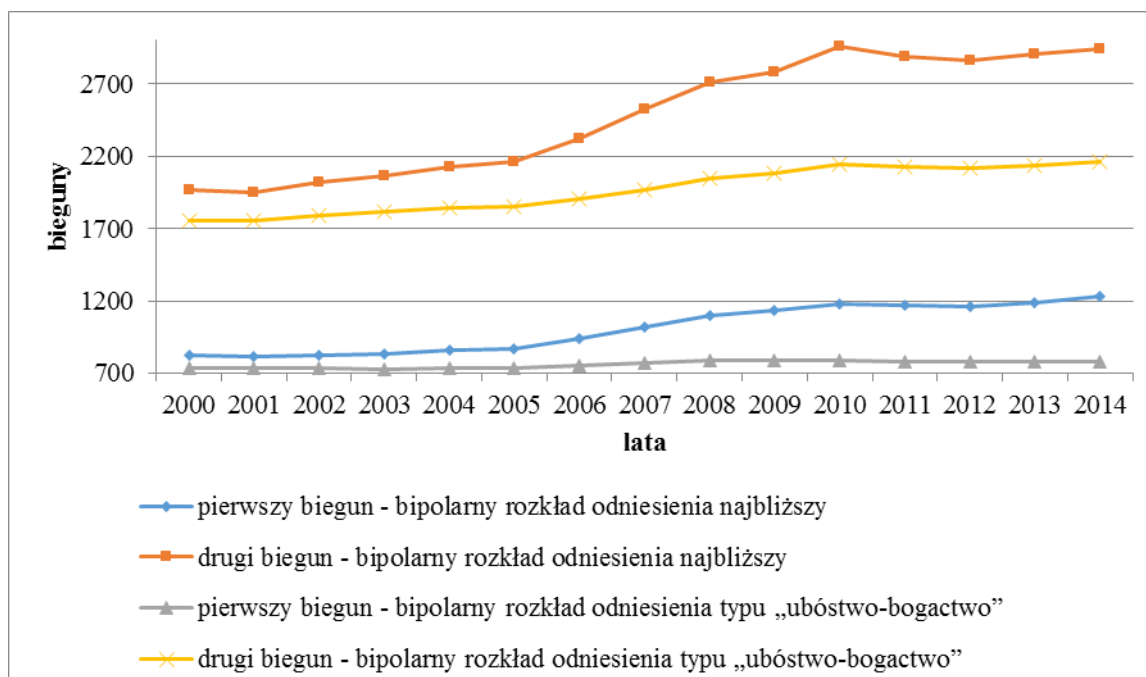 2700
2200
1700
1200
700
bieguny
2000 2001 2002 2003 2004 2005 2006 2007 2008 2009 2010 2011 2012 2013 2014
lata
pierwszy biegun - bipolarny rozkład odniesienia najbliższy
drugi biegun - bipolarny rozkład odniesienia najbliższy
pierwszy biegun - bipolarny rozkład odniesienia typu „ubóstwo-bogactwo”
drugi biegun - bipolarny rozkład odniesienia typu „ubóstwo-bogactwo”